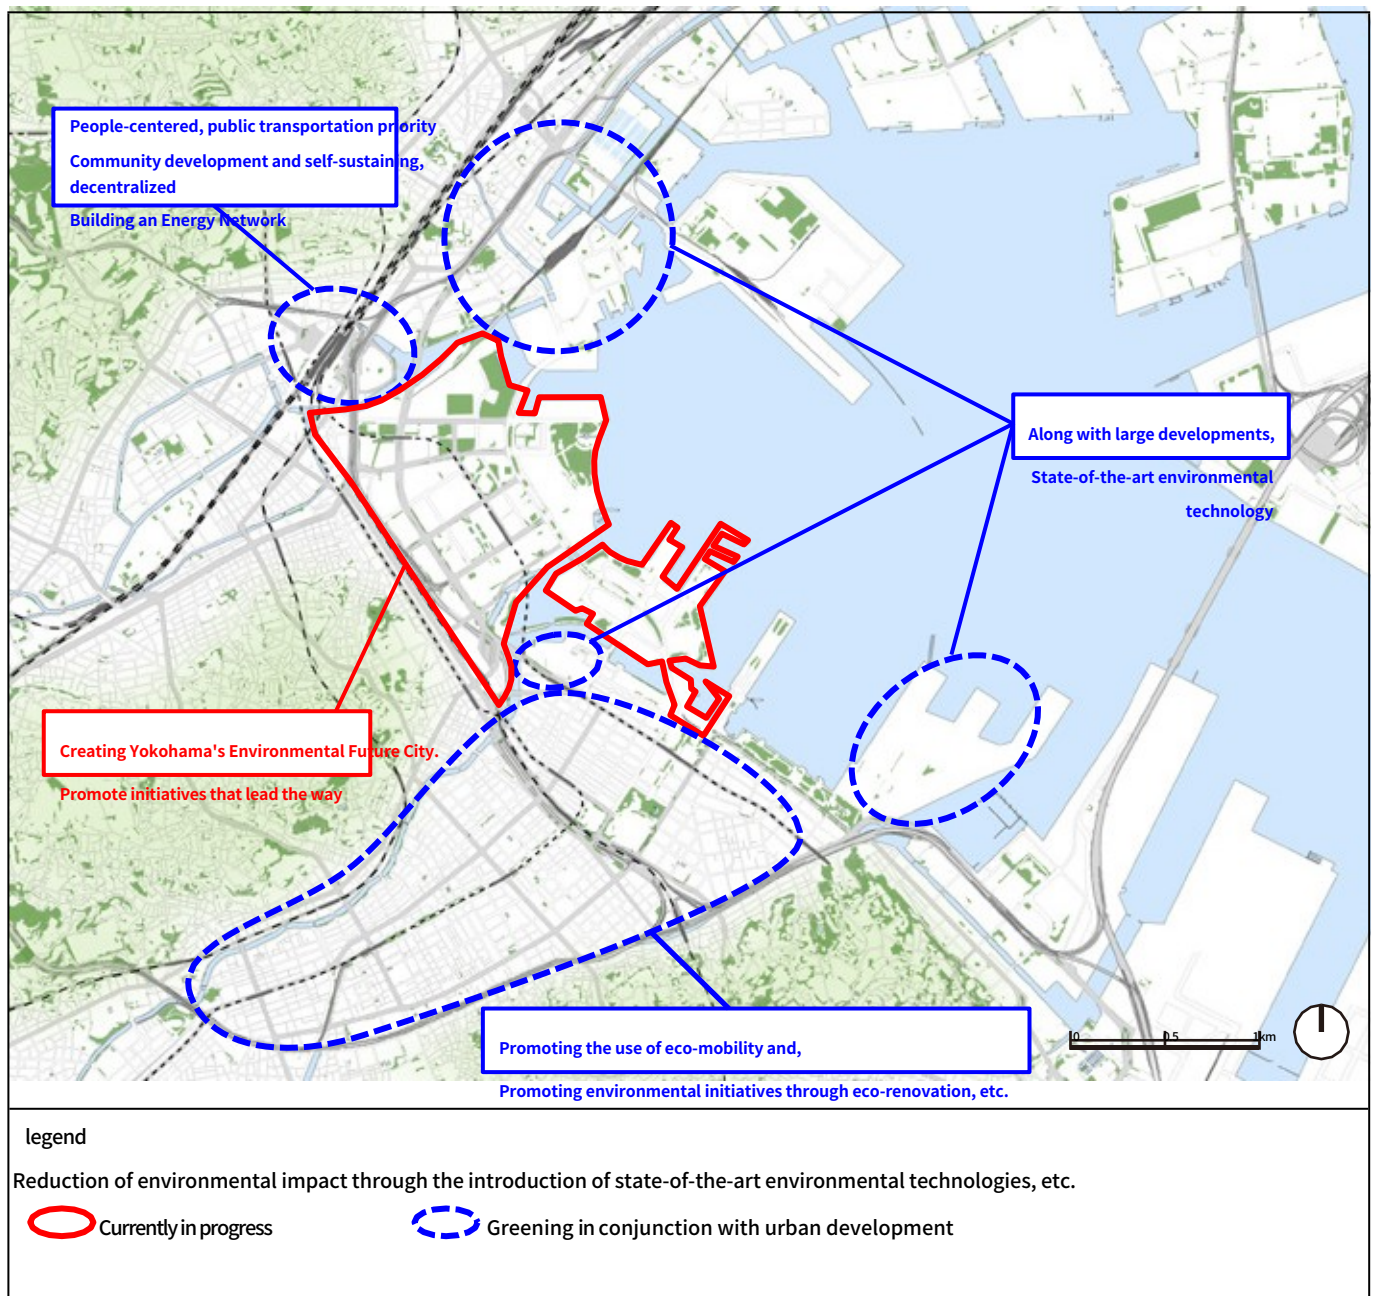 People-centered, public transportation priority
Community development and self-sustaining,
decentralized
Building an Energy Network
Along with large developments,
State-of-the-art environmental
technology
Creating Yokohama's Environmental Future City.
Promote initiatives that lead the way
Promoting the use of eco-mobility and,
Promoting environmental initiatives through eco-renovation, etc.
0 0.5 1km
legend
Reduction of environmental impact through the introduction of state-of-the-art environmental technologies, etc.
Currently in progress
Greening in conjunction with urban development